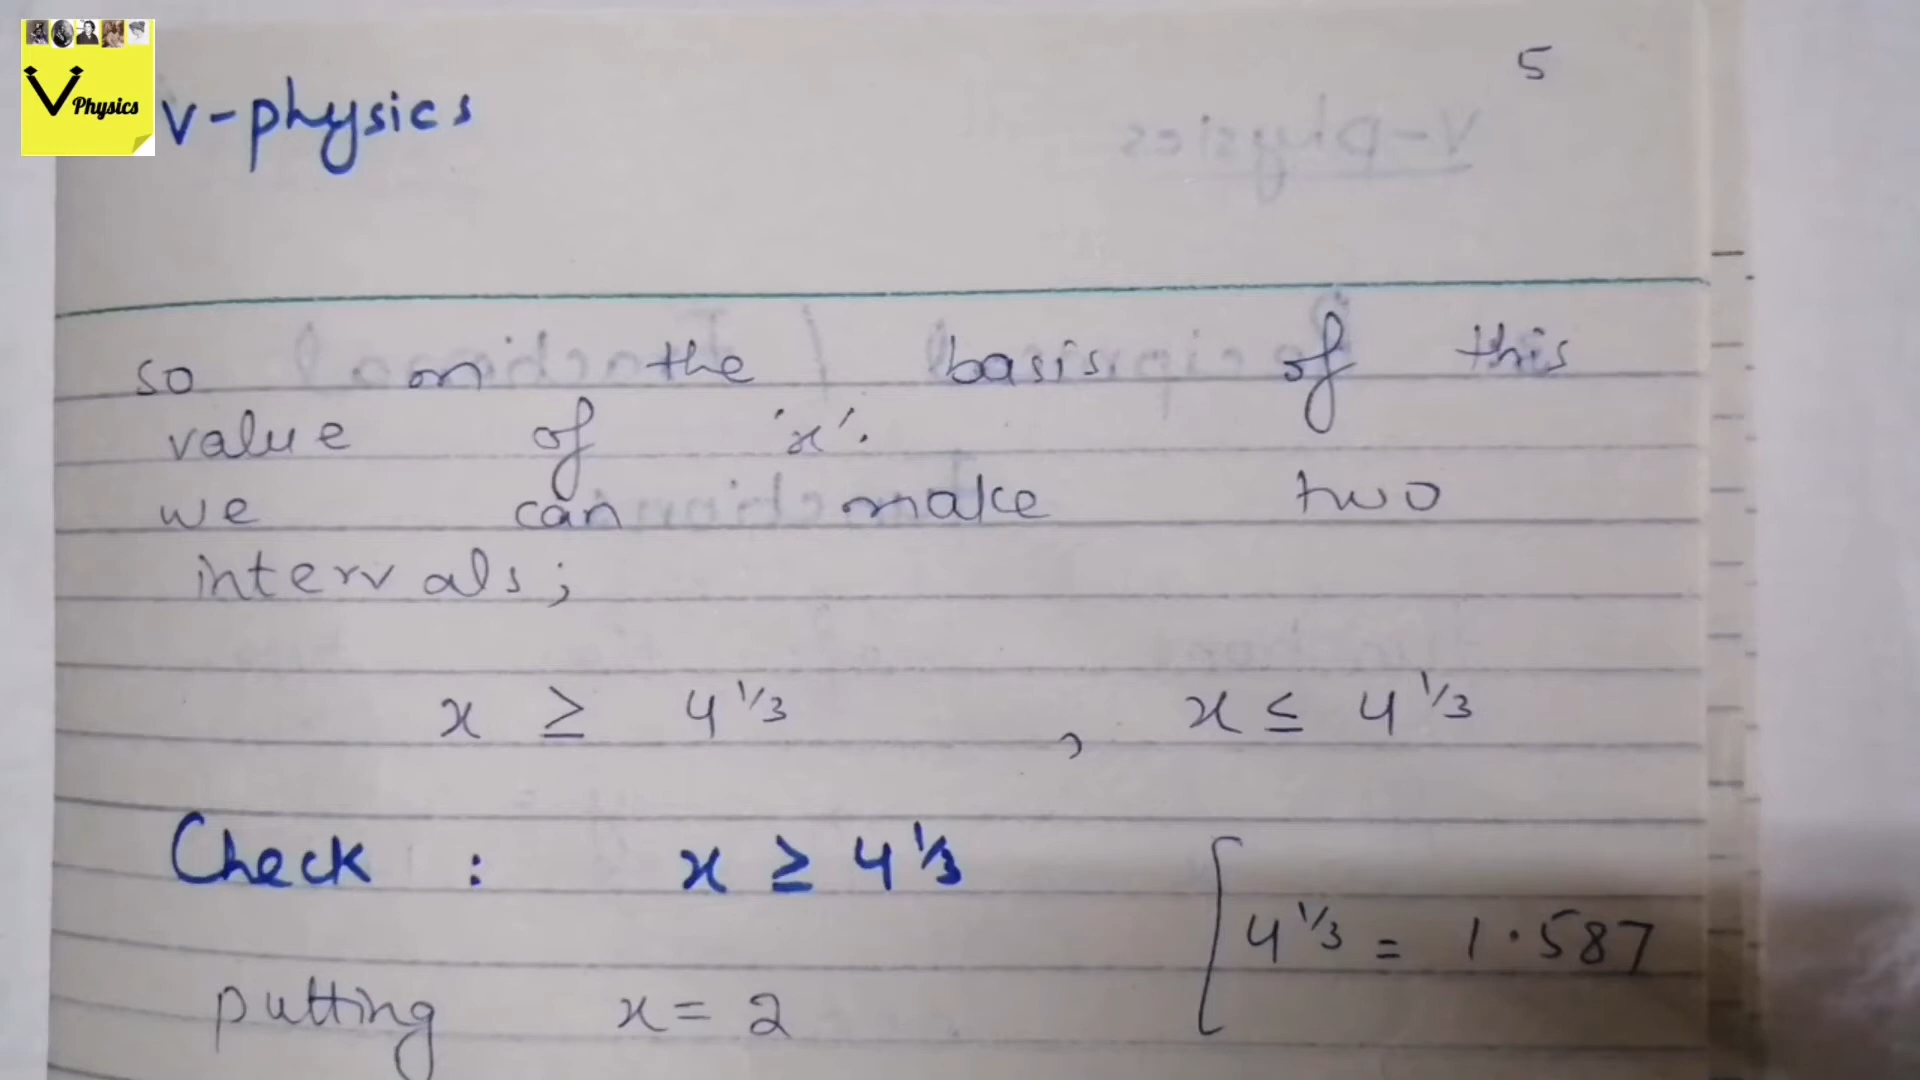 V Physics
v-physics
5
so on the basis of this
value of 'x'.
we can make two
intervals;
x ≥ 4^1/3 , x ≤ 4^1/3
Check : x ≥ 4^1/3
[4^1/3 = 1.587
putting x = 2